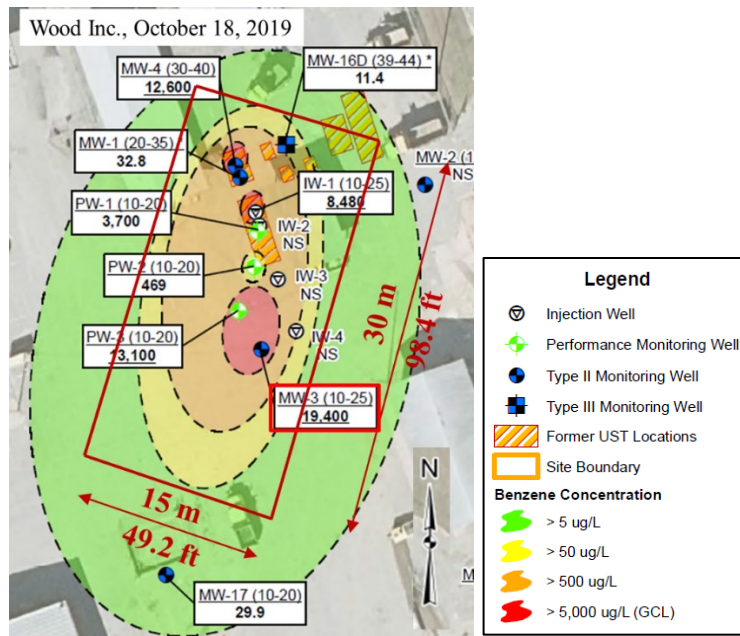 Wood Inc., October 18, 2019
MW-4 (30-40)
12,600
MW-16D (39-44) *
11.4
MW-1 (20-35) *
32.8
MW-2 (1
NS
IW-1 (10-25)
8,480
PW-1 (10-20)
3,700
IW-2
NS
PW-2 (10-20)
469
IW-3
NS
PW-3 (10-20)
13,100
IW-4
NS
30 m
98.4 ft
MW-3 (10-25)
19,400
N
15 m
49.2 ft
MW-17 (10-20)
29.9
M
Legend
Injection Well
Performance Monitoring Well
Type II Monitoring Well
Type III Monitoring Well
Former UST Locations
Site Boundary
Benzene Concentration
> 5 ug/L
> 50 ug/L
> 500 ug/L
> 5,000 ug/L (GCL)